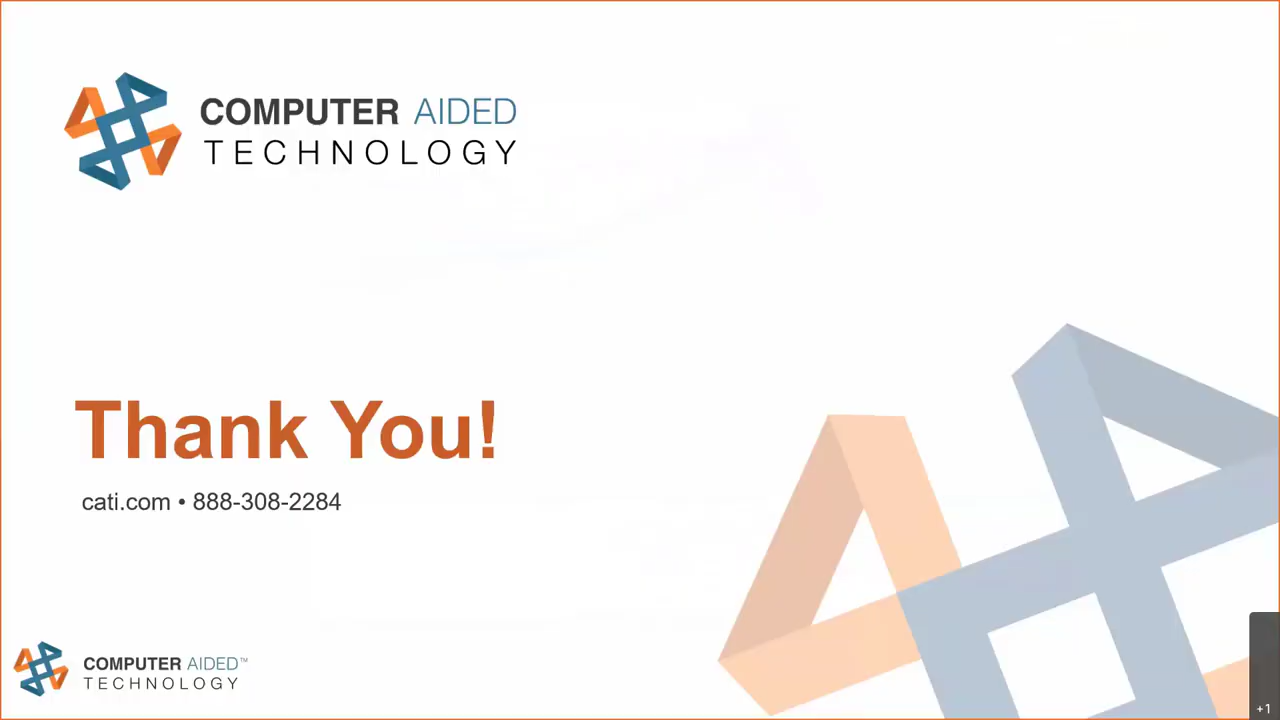 COMPUTER AIDED
TECHNOLOGY
Thank You!
cati.com • 888-308-2284
COMPUTER AIDED™
TECHNOLOGY
+1